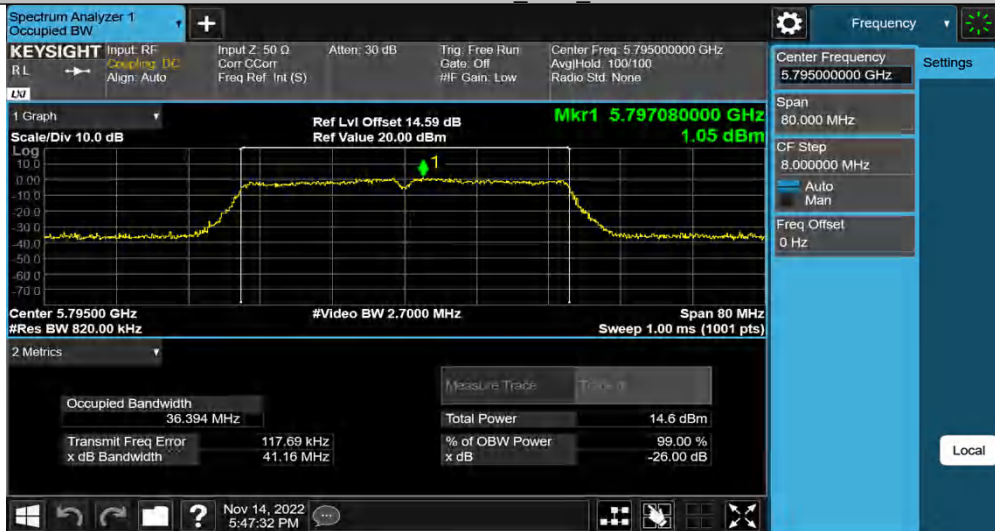 Spectrum Analyzer 1
Occupied BW
+
Frequency
KEYSIGHT
RL
LXI
Input: RF
Coupling: DC
Align: Auto
Input Z: 50 Ω
Corr CCorr
Freq Ref: Int (S)
Atten: 30 dB
Trig: Free Run
Gate: Off
#IF Gain: Low
Center Freq: 5.795000000 GHz
Avg|Hold: 100/100
Radio Std: None
1 Graph
Scale/Div 10.0 dB
Ref Lvl Offset 14.59 dB
Ref Value 20.00 dBm
Mkr1 5.797080000 GHz
1.05 dBm
Log
10.0
0.00
-10.0
-20.0
-30.0
-40.0
-50.0
-60.0
-70.0
1
Center 5.79500 GHz
#Res BW 820.00 kHz
#Video BW 2.7000 MHz
Span 80 MHz
Sweep 1.00 ms (1001 pts)
2 Metrics
Measure Trace
Occupied Bandwidth
36.394 MHz
Transmit Freq Error 117.69 kHz
x dB Bandwidth 41.16 MHz
Total Power 14.6 dBm
% of OBW Power 99.00 %
x dB -26.00 dB
Center Frequency
5.795000000 GHz
Span
80.000 MHz
CF Step
8.000000 MHz
Auto
Man
Freq Offset
0 Hz
Settings
Local
?
Nov 14, 2022
5:47:32 PM